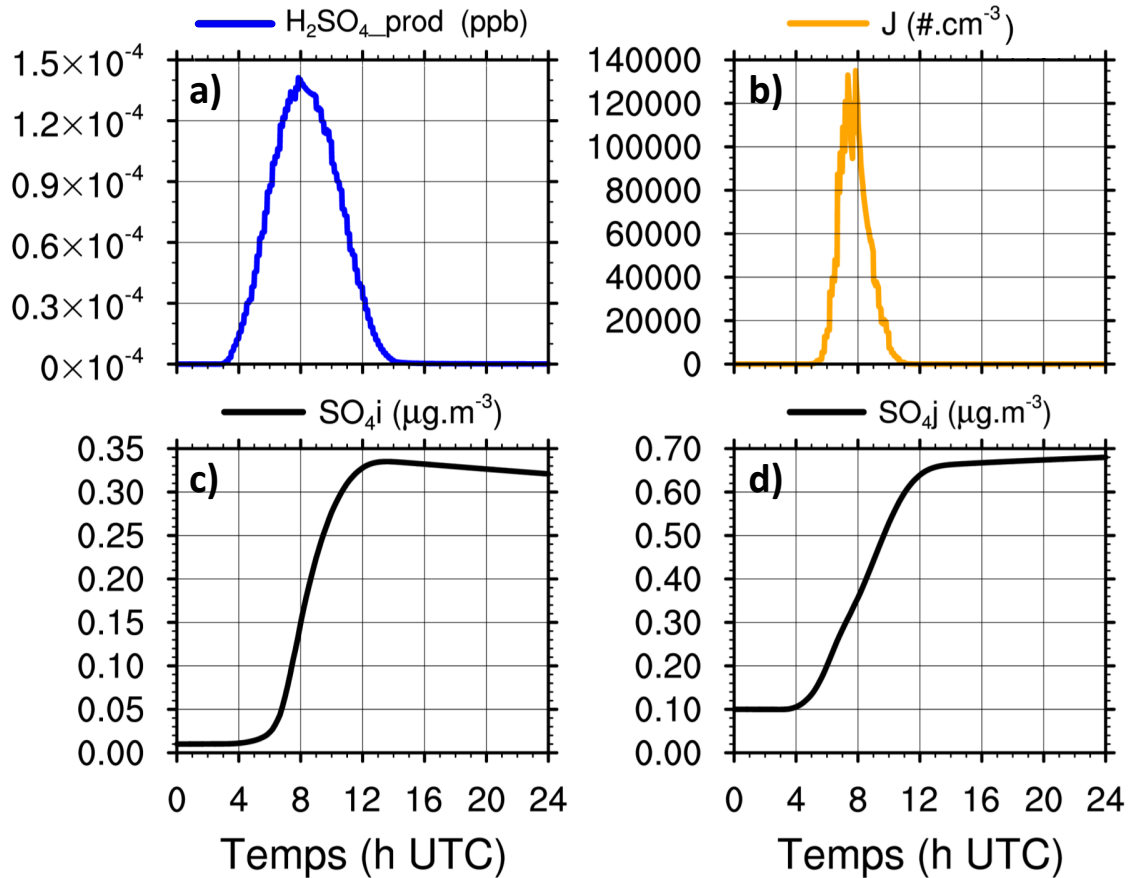 H₂SO₄_prod (ppb)
J (#.cm⁻³)
a)
1.5×10⁻⁴
1.2×10⁻⁴
0.9×10⁻⁴
0.6×10⁻⁴
0.3×10⁻⁴
0×10⁻⁴
b)
140000
120000
100000
80000
60000
40000
20000
0
SO₄i (μg.m⁻³)
SO₄j (μg.m⁻³)
c)
0.35
0.30
0.25
0.20
0.15
0.10
0.05
0.00
0 4 8 12 16 20 24
Temps (h UTC)
d)
0.70
0.60
0.50
0.40
0.30
0.20
0.10
0.00
0 4 8 12 16 20 24
Temps (h UTC)